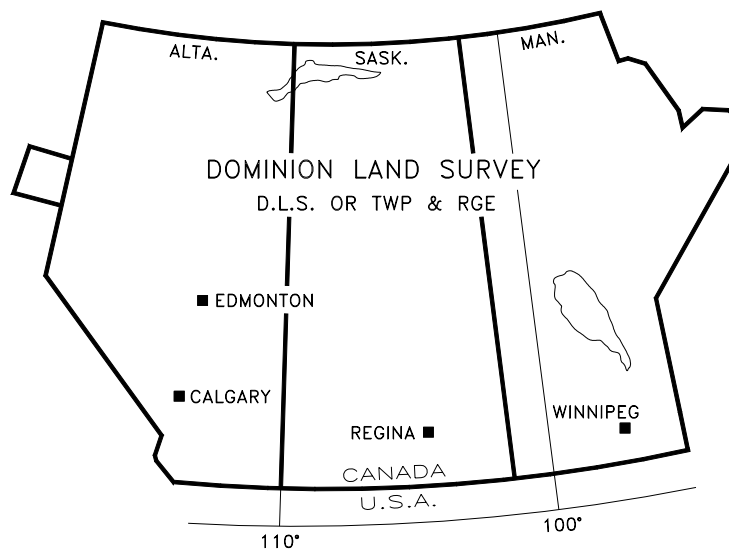 ALTA.
SASK.
MAN.
DOMINION LAND SURVEY
D.L.S. OR TWP & RGE
EDMONTON
CALGARY
REGINA
WINNIPEG
CANADA
U.S.A.
110°
100°